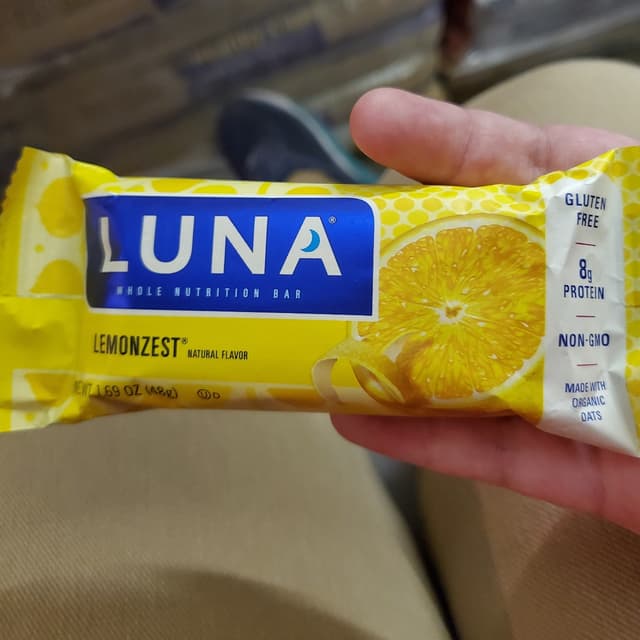 LUNA®
WHOLE NUTRITION BAR
LEMONZEST® NATURAL FLAVOR
NET WT 1.69 OZ (48g) Ⓤ D
GLUTEN
FREE
8g
PROTEIN
NON-GMO
MADE WITH
ORGANIC
OATS